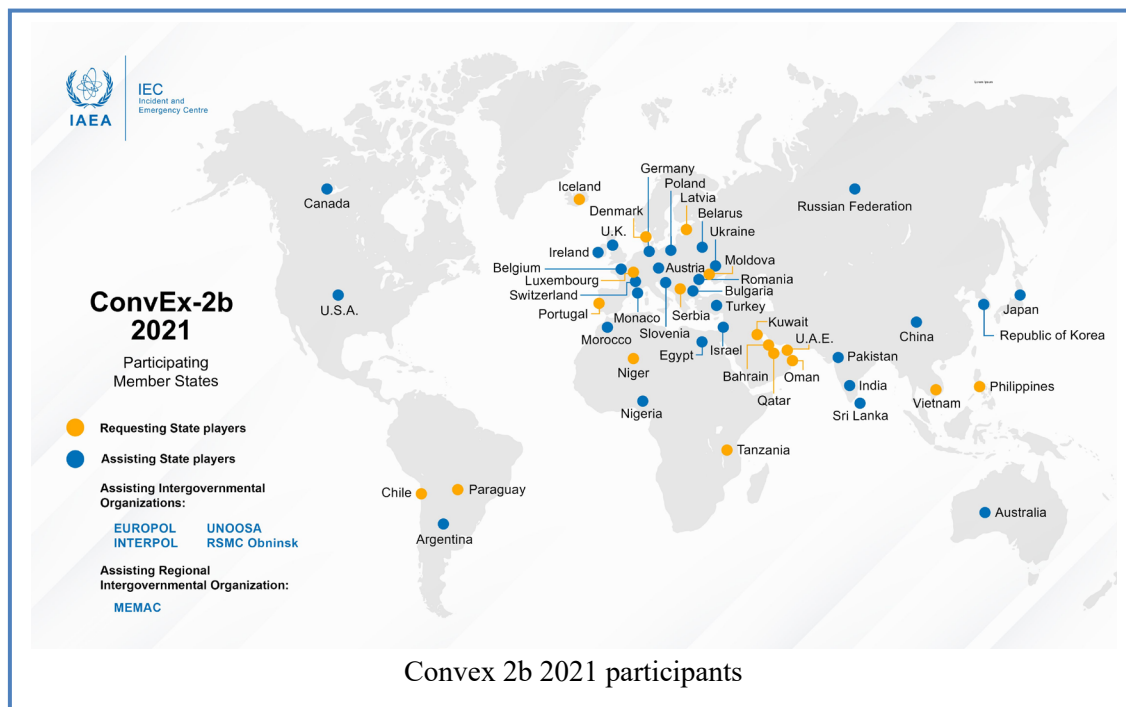 IAEA
IEC
Incident and
Emergency Centre
ConvEx-2b
2021
Participating
Member States
Requesting State players
Assisting State players
Assisting Intergovernmental
Organizations:
EUROPOL UNOOSA
INTERPOL RSMC Obninsk
Assisting Regional
Intergovernmental Organization:
MEMAC
Canada
U.S.A.
Chile
Paraguay
Argentina
Iceland
Germany
Poland
Latvia
Denmark
Belarus
U.K.
Ukraine
Ireland
Moldova
Belgium
Austria
Luxembourg
Romania
Switzerland
Bulgaria
Portugal
Monaco
Serbia
Turkey
Slovenia
Morocco
Egypt
Israel
Kuwait
U.A.E.
Bahrain
Oman
Qatar
Niger
Nigeria
Tanzania
Russian Federation
Japan
China
Republic of Korea
Pakistan
India
Sri Lanka
Vietnam
Philippines
Australia
Convex 2b 2021 participants